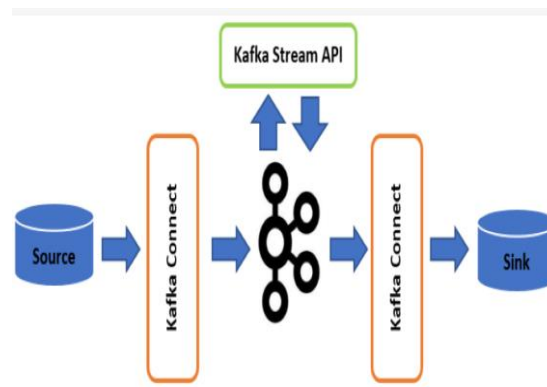 Kafka Stream API
Source
Kafka Connect
Kafka Connect
Sink